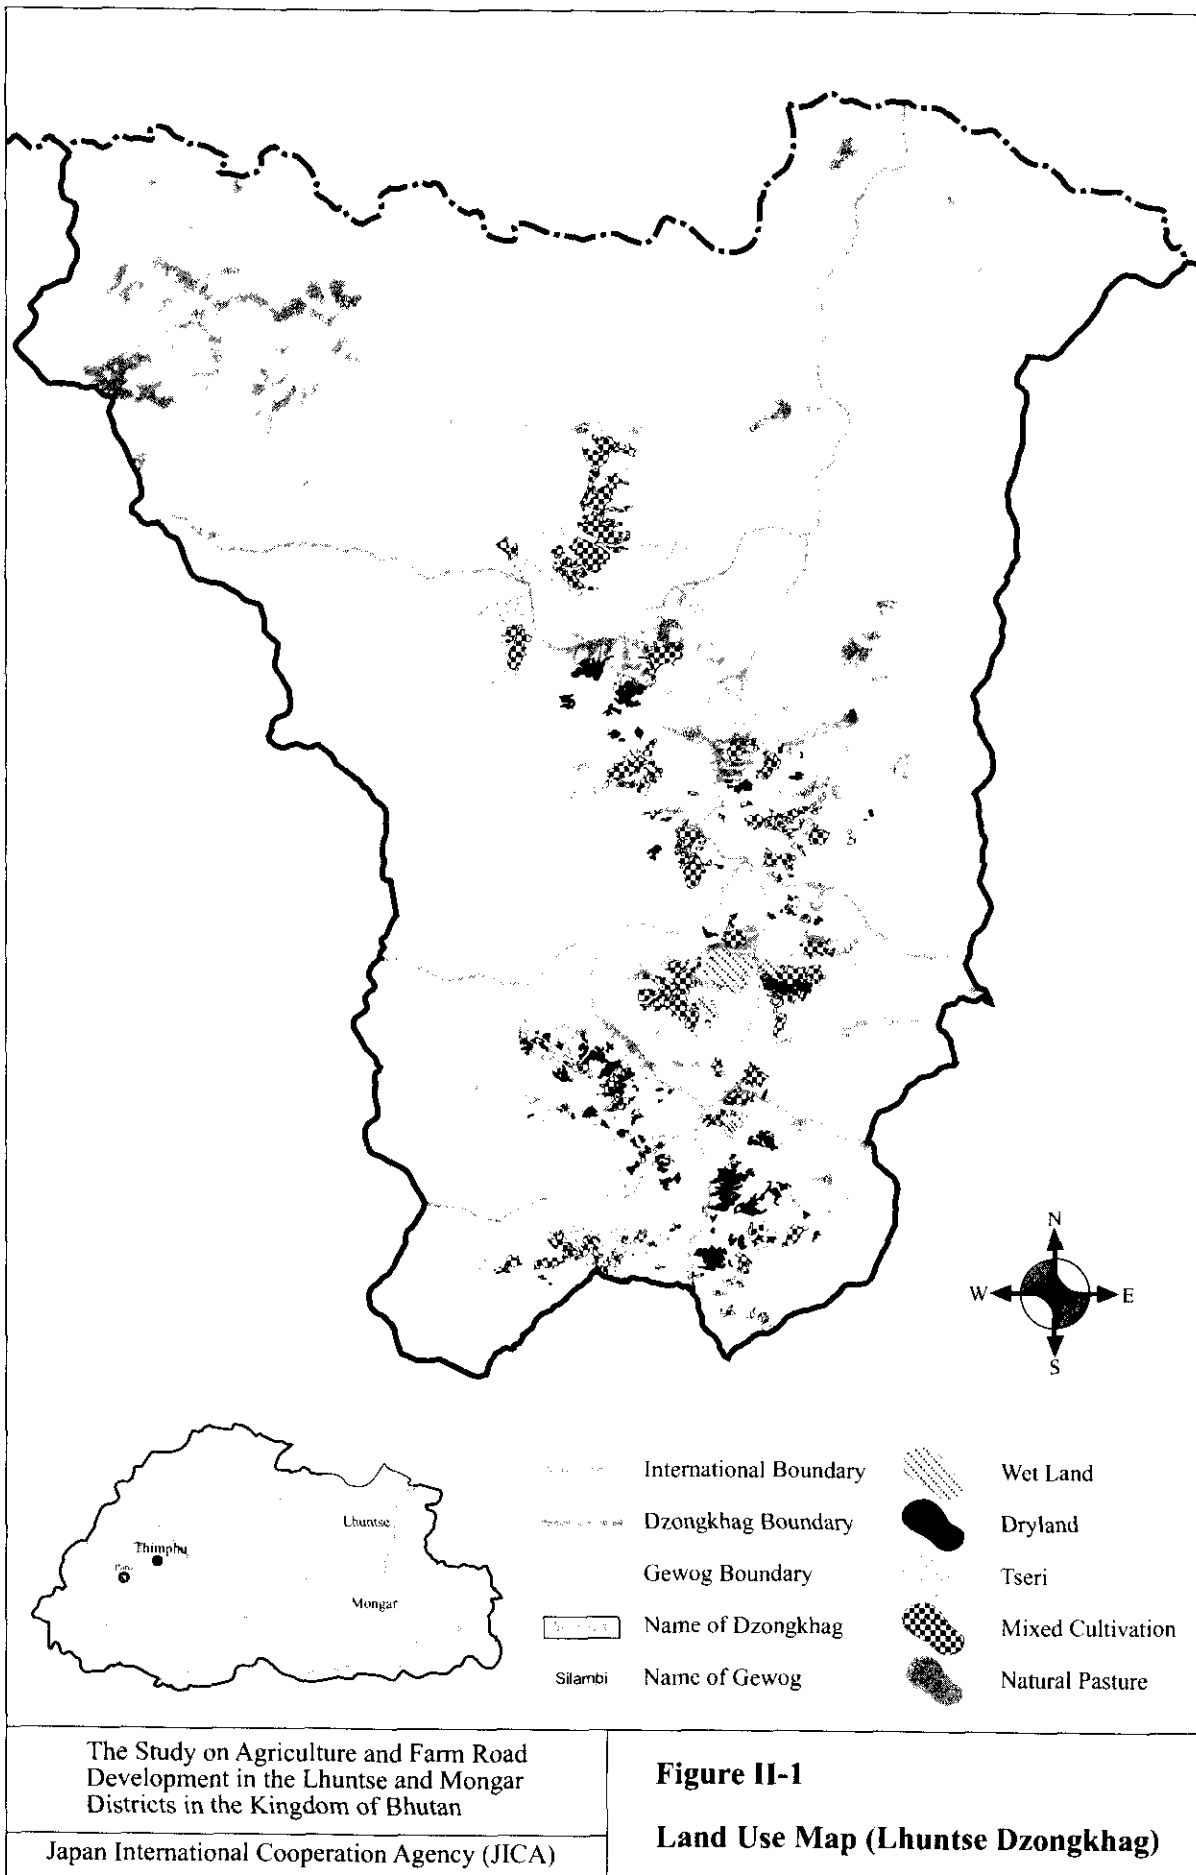 N
W
E
S
Lhuntse
Thimphu
Mongar
International Boundary
Dzongkhag Boundary
Gewog Boundary
Name of Dzongkhag
Silambi
Name of Gewog
Wet Land
Dryland
Tseri
Mixed Cultivation
Natural Pasture
The Study on Agriculture and Farm Road
Development in the Lhuntse and Mongar
Districts in the Kingdom of Bhutan
Japan International Cooperation Agency (JICA)
Figure II-1
Land Use Map (Lhuntse Dzongkhag)